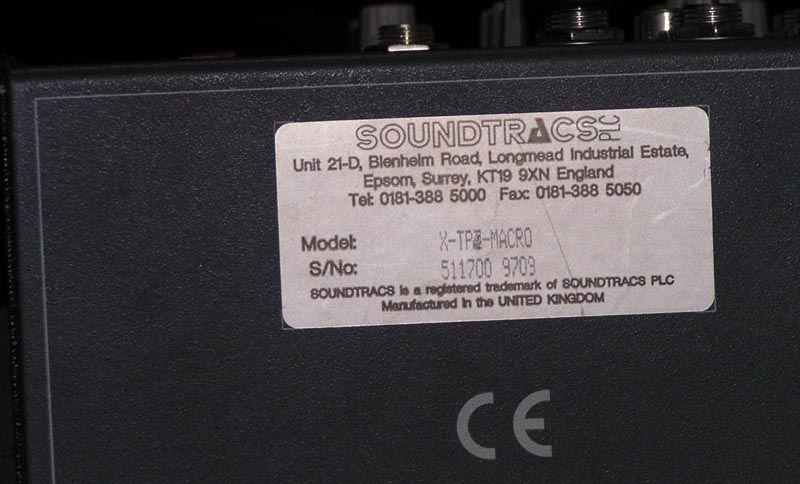 SOUNDTRACS PLC
Unit 21-D, Blenheim Road, Longmead Industrial Estate,
Epsom, Surrey, KT19 9XN England
Tel: 0181-388 5000 Fax: 0181-388 5050
Model:
S/No: 511700 9709
SOUNDTRACS is a registered trademark of SOUNDTRACS PLC
Manufactured in the UNITED KINGDOM
CE